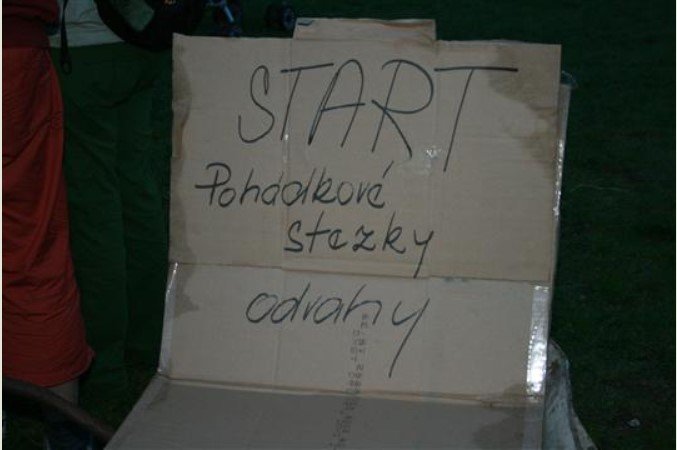 START
Pohádkové
stezky
odvahy